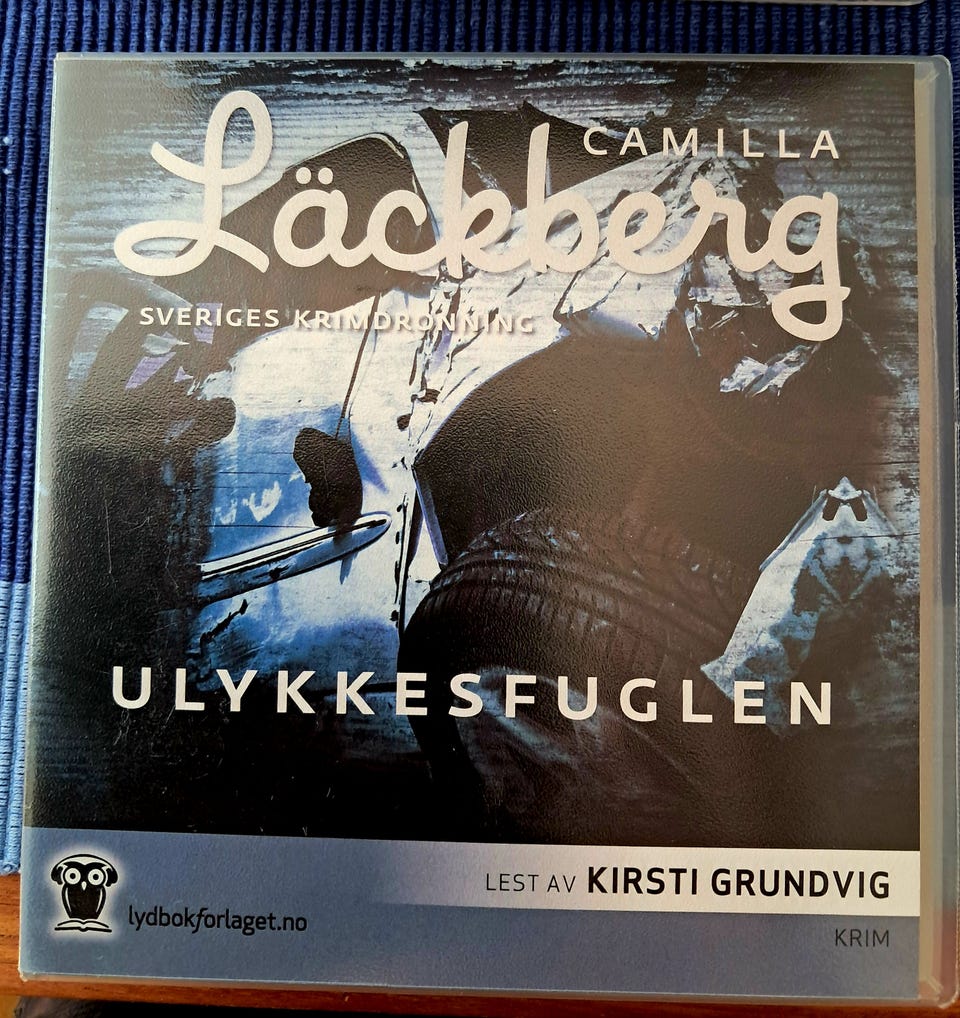 CAMILLA
Läckberg
SVERIGES KRIMDRONNING
ULYKKESFUGLEN
LEST AV KIRSTI GRUNDVIG
lydbokforlaget.no
KRIM